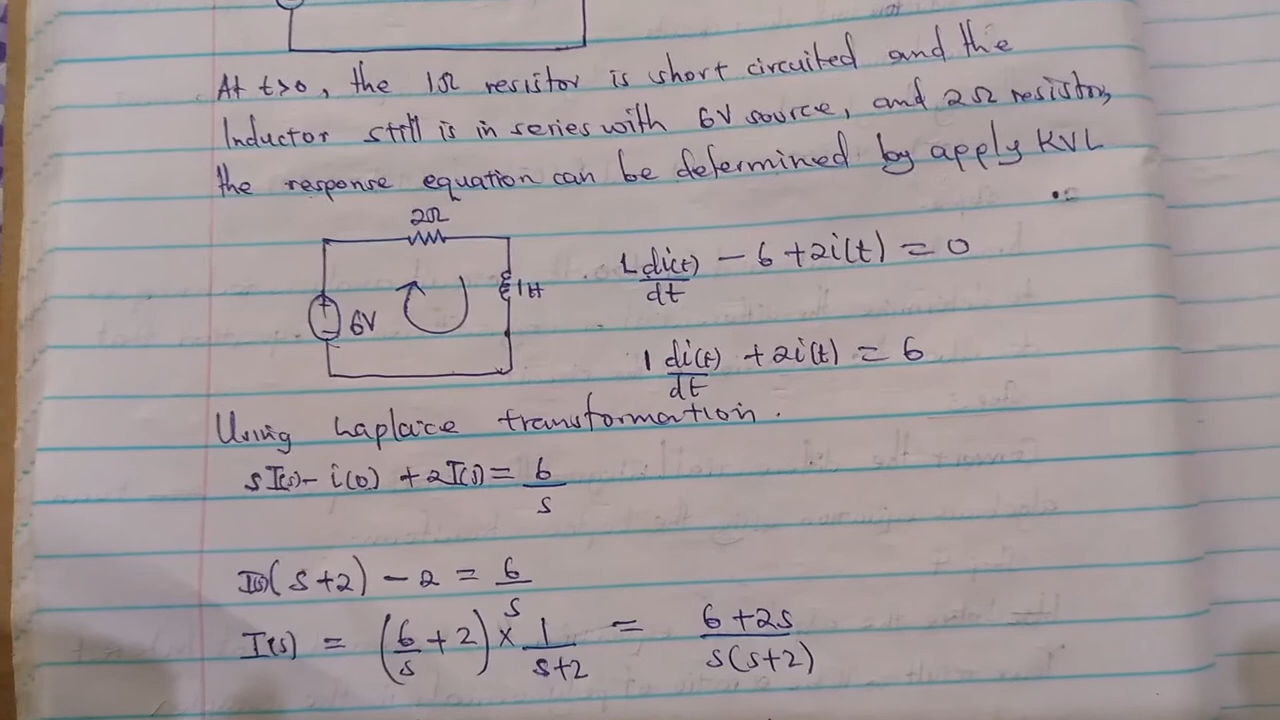 At t>0, the 1Ω resistor is short circuited and the
Inductor still is in series with 6V source, and 2Ω resistor,
the response equation can be determined by apply KVL
2Ω
1H
+
-
6V
1 di(t)/dt - 6 + 2i(t) = 0
1 di(t)/dt + 2i(t) = 6
Using Laplace transformation.
sI(s) - i(0) + 2I(s) = 6/s
I(s)(s+2) - 2 = 6/s
I(s) = (6/s + 2) × 1/(s+2) = (6+2s)/(s(s+2))